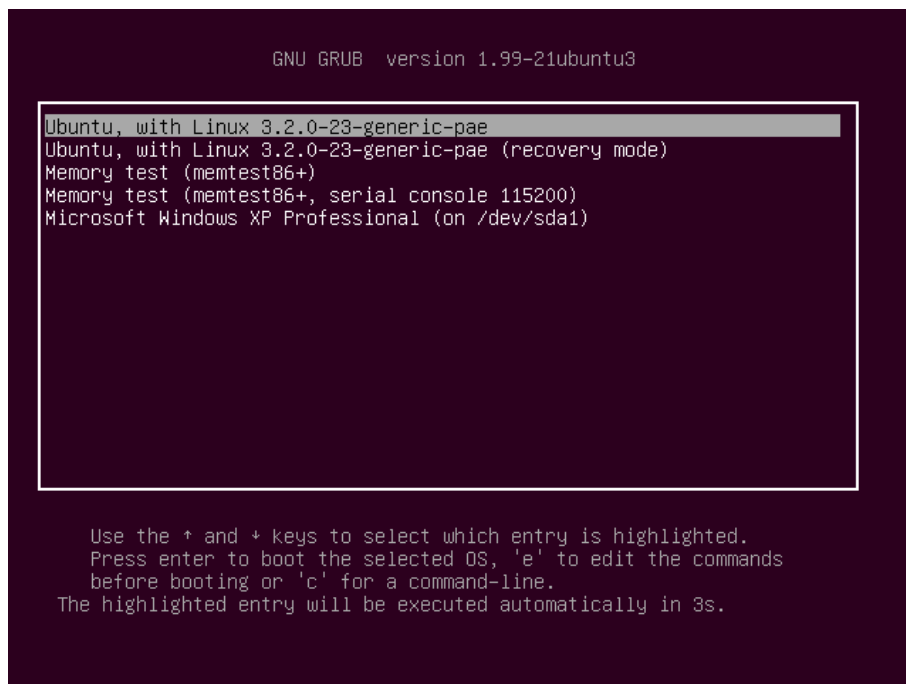 GNU GRUB  version 1.99-21ubuntu3
Ubuntu, with Linux 3.2.0-23-generic-pae
Ubuntu, with Linux 3.2.0-23-generic-pae (recovery mode)
Memory test (memtest86+)
Memory test (memtest86+, serial console 115200)
Microsoft Windows XP Professional (on /dev/sda1)
Use the ↑ and ↓ keys to select which entry is highlighted.
Press enter to boot the selected OS, 'e' to edit the commands
before booting or 'c' for a command-line.
The highlighted entry will be executed automatically in 3s.